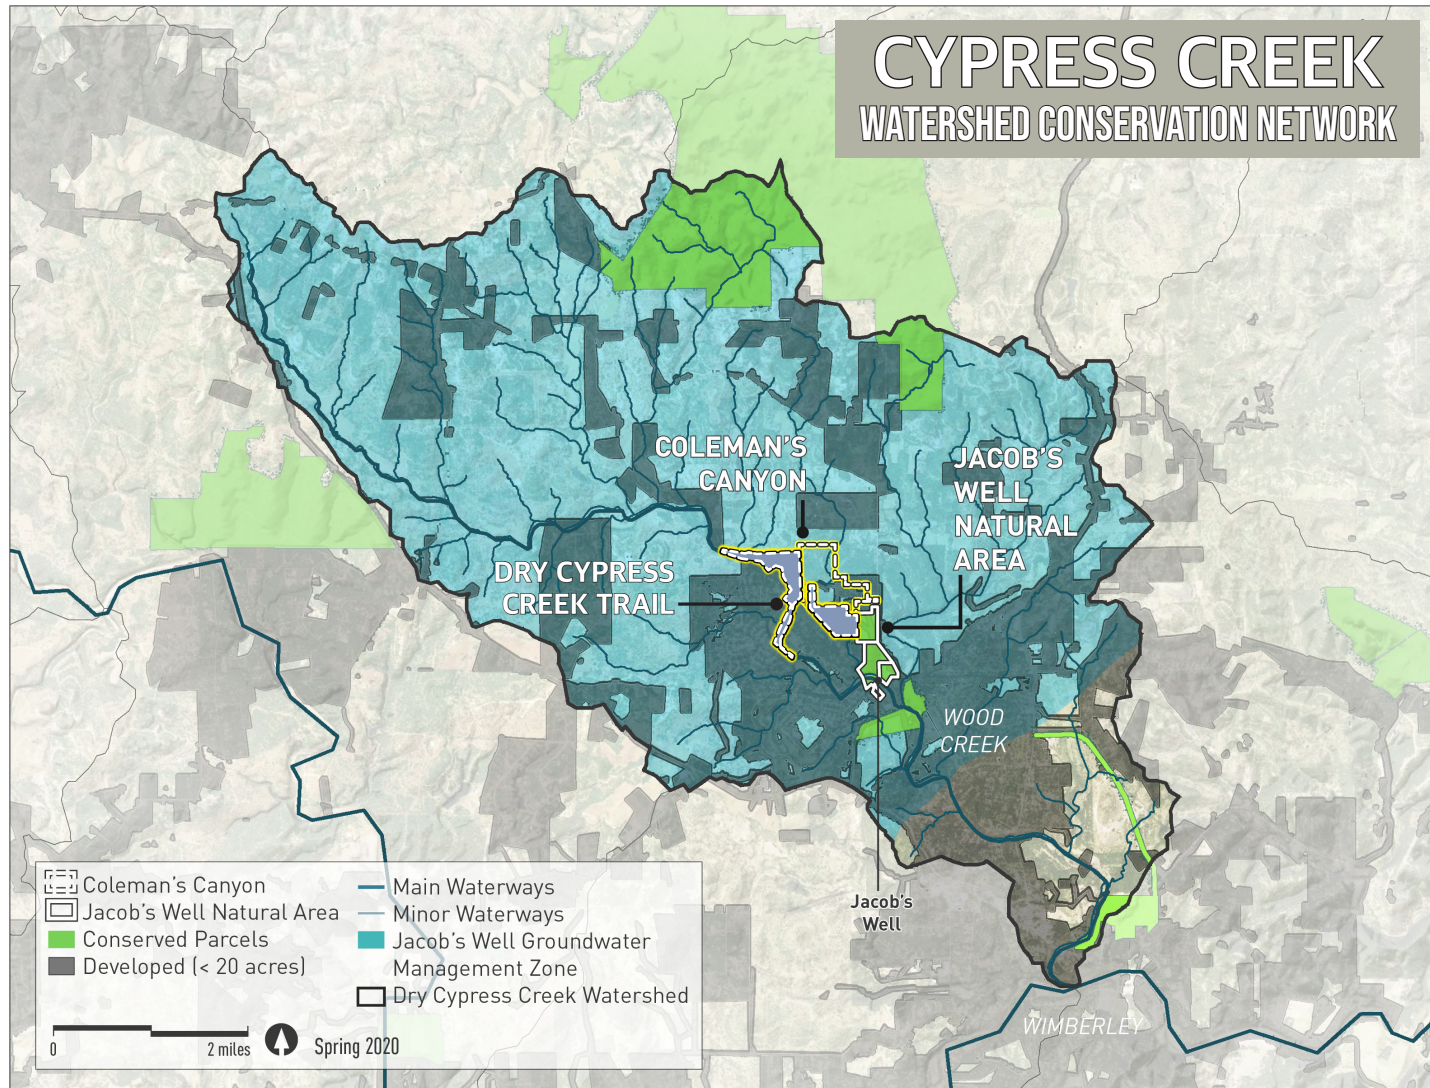 CYPRESS CREEK
WATERSHED CONSERVATION NETWORK
COLEMAN'S
CANYON
JACOB'S
WELL
NATURAL
AREA
DRY CYPRESS
CREEK TRAIL
WOOD
CREEK
Jacob's
Well
WIMBERLEY
Coleman's Canyon
Jacob's Well Natural Area
Conserved Parcels
Developed (< 20 acres)
Main Waterways
Minor Waterways
Jacob's Well Groundwater
Management Zone
Dry Cypress Creek Watershed
0
2 miles
Spring 2020